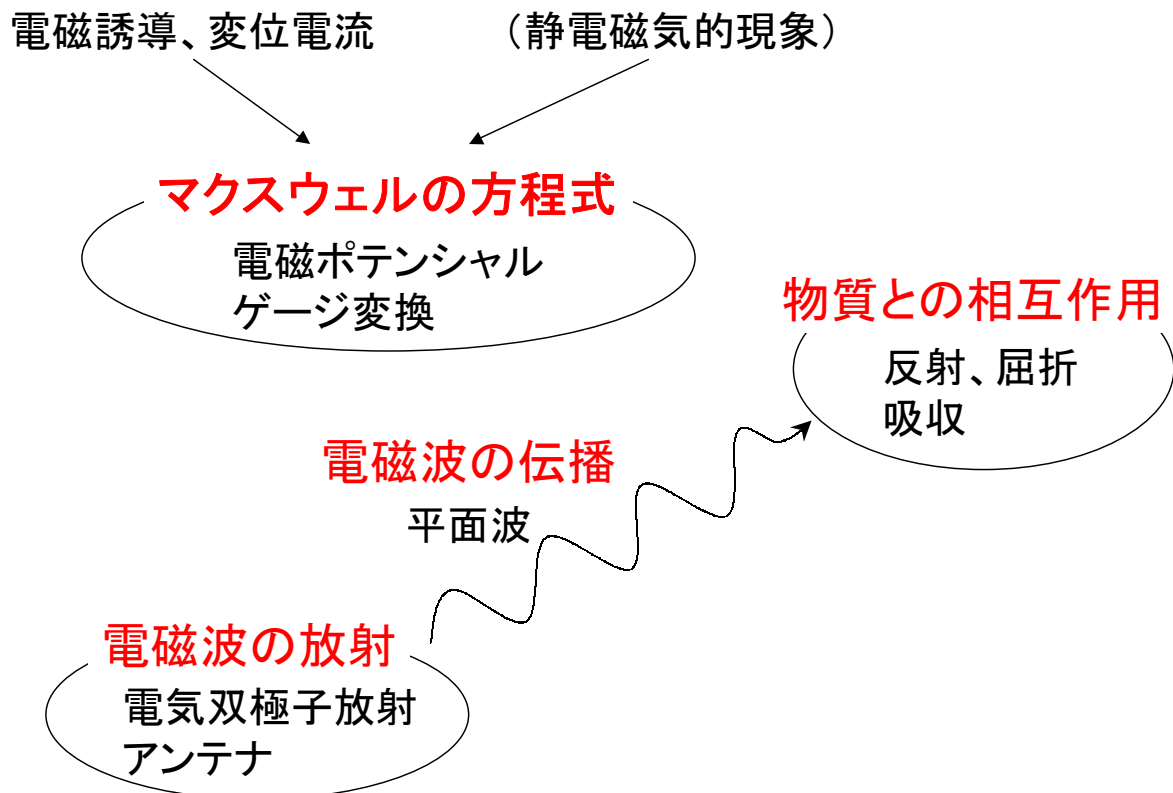 電磁誘導、変位電流
（静電磁気的現象）
マクスウェルの方程式
電磁ポテンシャル
ゲージ変換
物質との相互作用
反射、屈折
吸収
電磁波の伝播
平面波
電磁波の放射
電気双極子放射
アンテナ